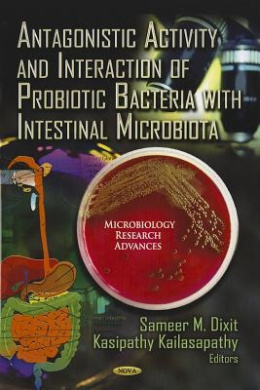 ANTAGONISTIC ACTIVITY
AND INTERACTION OF
PROBIOTIC BACTERIA WITH
INTESTINAL MICROBIOTA
MICROBIOLOGY
RESEARCH
ADVANCES
Sameer M. Dixit
Kasipathy Kailasapathy
Editors
NOVA